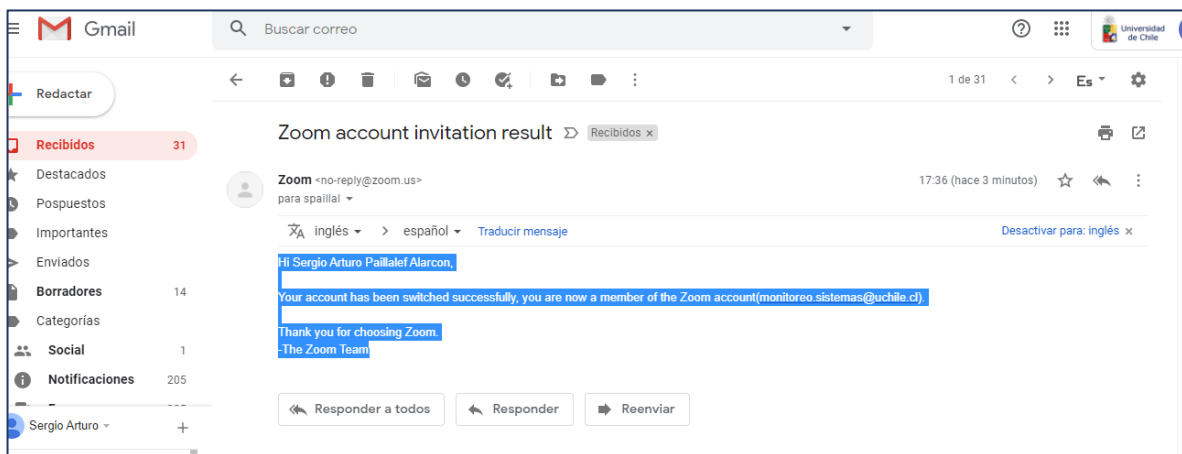 Gmail
Buscar correo
Universidad
de Chile
Redactar
1 de 31
Es
Zoom account invitation result
Recibidos ×
Recibidos 31
Destacados
Pospuestos
Importantes
Enviados
Borradores 14
Categorías
Social 1
Notificaciones 205
Sergio Arturo
Zoom <no-reply@zoom.us>
17:36 (hace 3 minutos)
para spaillal
inglés > español Traducir mensaje
Desactivar para: inglés ×
Hi Sergio Arturo Paillalef Alarcon,
Your account has been switched successfully, you are now a member of the Zoom account(monitoreo.sistemas@uchile.cl).
Thank you for choosing Zoom.
-The Zoom Team
Responder a todos
Responder
Reenviar